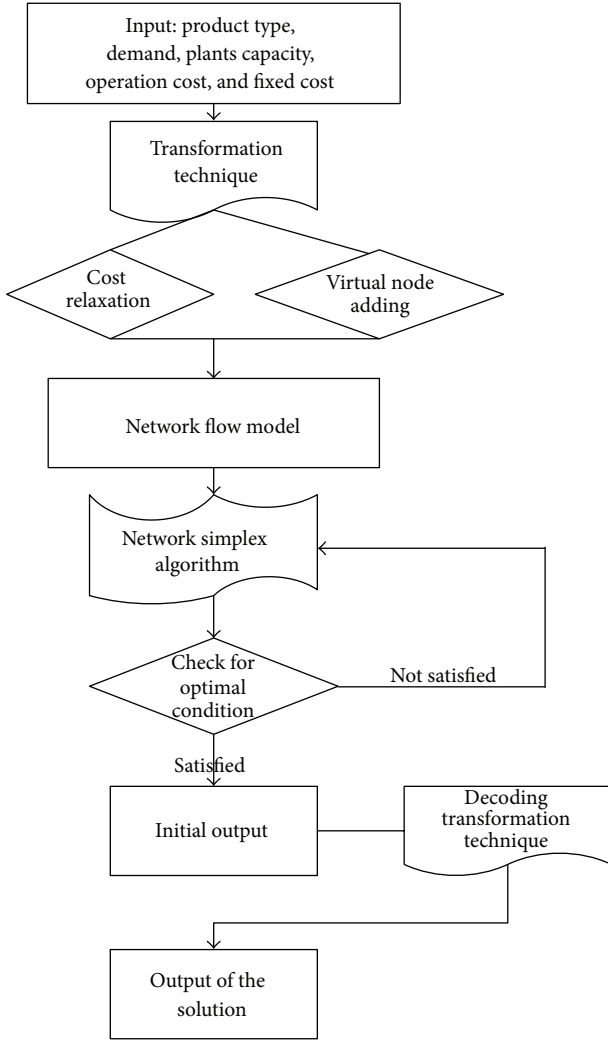 Input: product type,
demand, plants capacity,
operation cost, and fixed cost
Transformation
technique
Cost
relaxation
Virtual node
adding
Network flow model
Network simplex
algorithm
Check for
optimal
condition
Not satisfied
Satisfied
Initial output
Decoding
transformation
technique
Output of the
solution